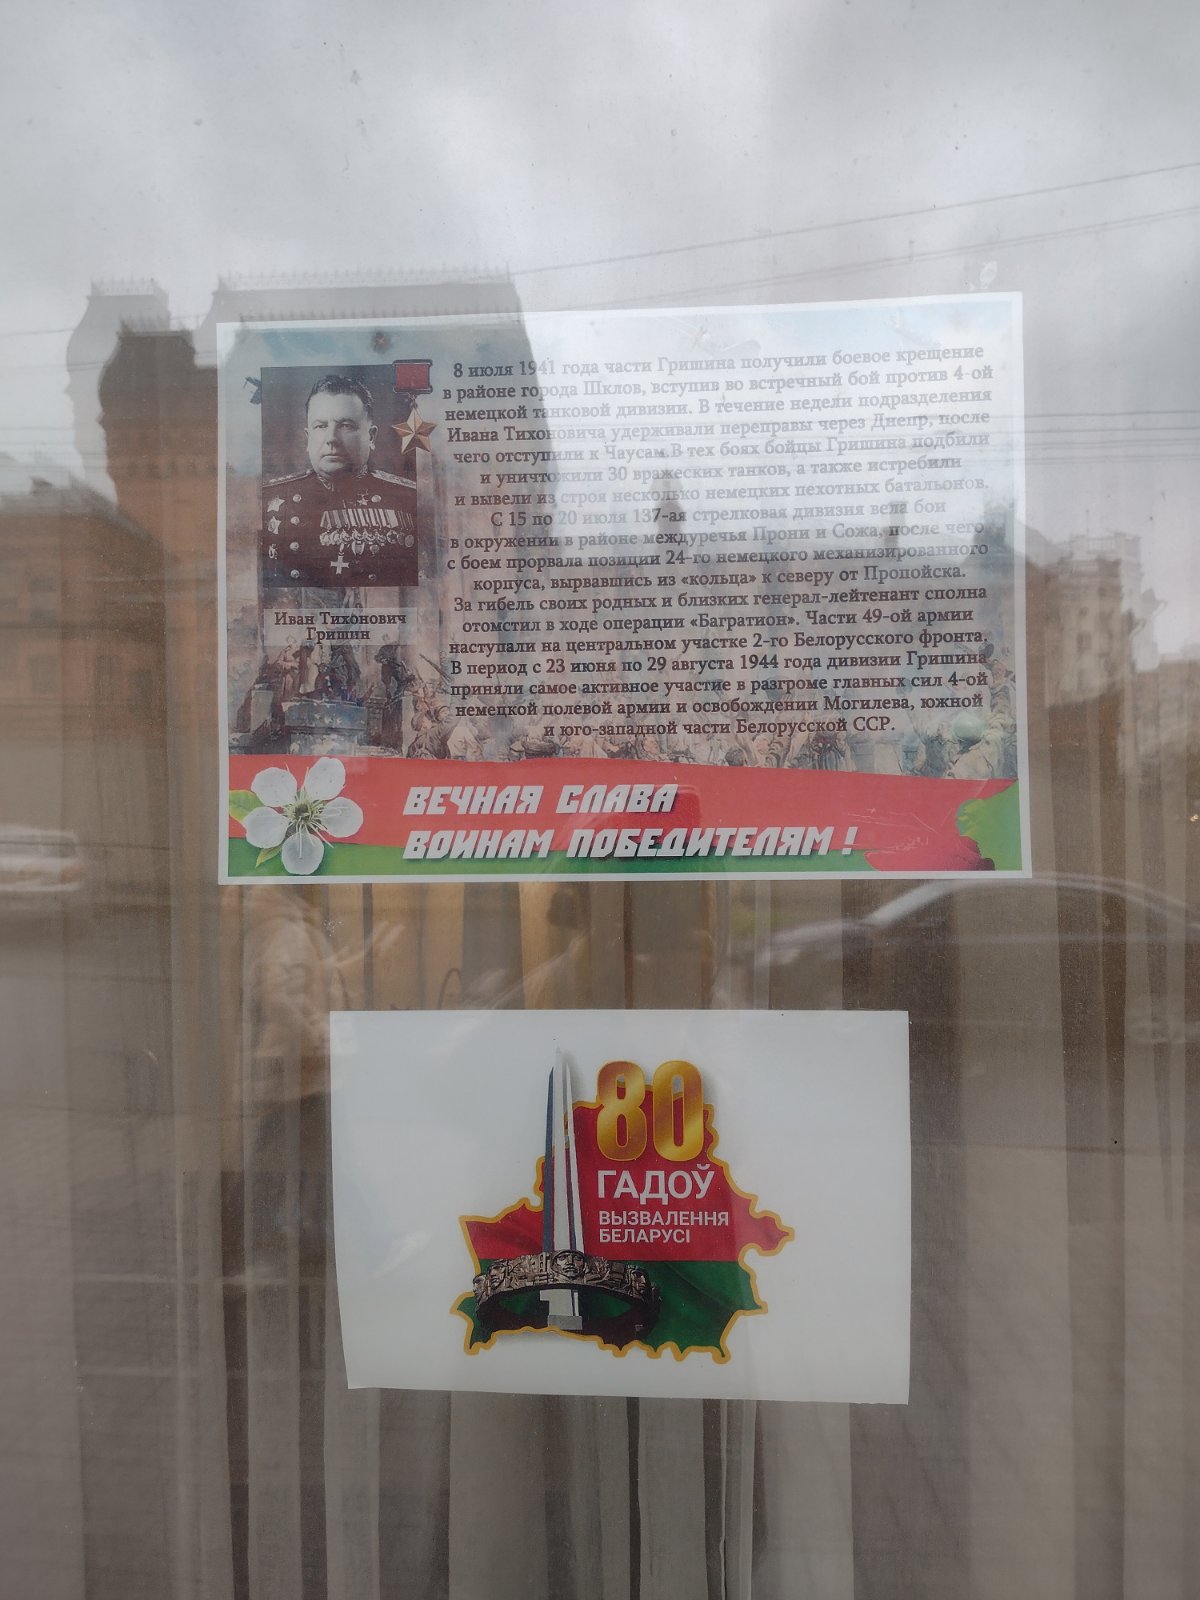 8 июля 1941 года части Гришина получили боевое крещение
в районе города Шклов, вступив во встречный бой против 4-ой
немецкой танковой дивизии. В течение недели подразделения
Ивана Тихоновича удерживали переправы через Днепр, после
чего отступили к Чаусам.В тех боях бойцы Гришина подбили
и уничтожили 30 вражеских танков, а также истребили
и вывели из строя несколько немецких пехотных батальонов.
С 15 по 20 июля 137-ая стрелковая дивизия вела бои
в окружении в районе междуречья Прони и Сожа, после чего
с боем прорвала позиции 24-го немецкого механизированного
корпуса, вырвавшись из «кольца» к северу от Пропойска.
За гибель своих родных и близких генерал-лейтенант сполна
отомстил в ходе операции «Багратион». Части 49-ой армии
наступали на центральном участке 2-го Белорусского фронта.
В период с 23 июня по 29 августа 1944 года дивизии Гришина
приняли самое активное участие в разгроме главных сил 4-ой
немецкой полевой армии и освобождении Могилева, южной
и юго-западной части Белорусской ССР.
Иван Тихонович
Гришин
ВЕЧНАЯ СЛАВА
ВОИНАМ ПОБЕДИТЕЛЯМ !
80
ГАДОЎ
ВЫЗВАЛЕННЯ
БЕЛАРУСІ